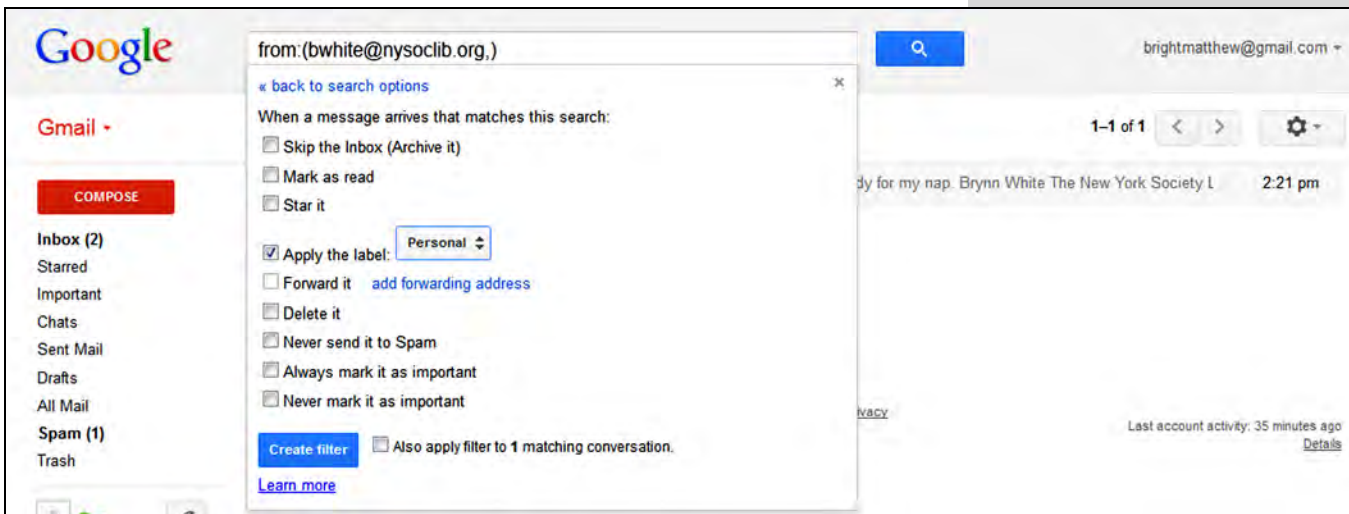 Google
from:(bwhite@nysoclib.org,)
brightmatthew@gmail.com
« back to search options
×
When a message arrives that matches this search:
Gmail
1–1 of 1 < >
Skip the Inbox (Archive it)
Mark as read
dy for my nap. Brynn White The New York Society L 2:21 pm
COMPOSE
Star it
Inbox (2)
Apply the label: Personal
Starred
Forward it add forwarding address
Important
Delete it
Chats
Never send it to Spam
Sent Mail
Always mark it as important
Drafts
Never mark it as important
All Mail
ivacy
Last account activity: 35 minutes ago
Spam (1)
Details
Create filter Also apply filter to 1 matching conversation.
Trash
Learn more